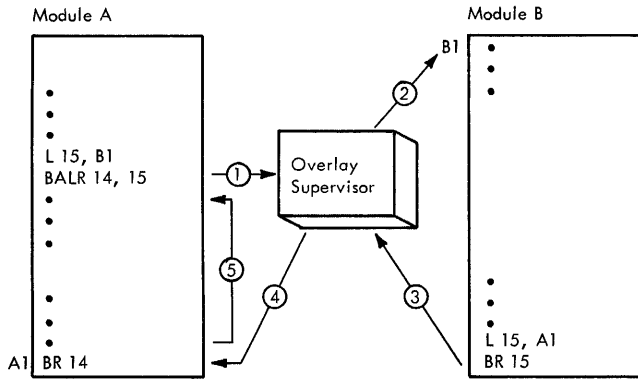 Module A
L 15, B1
BALR 14, 15
A1 BR 14
1
Overlay
Supervisor
2
3
4
5
Module B
B1
L 15, A1
BR 15